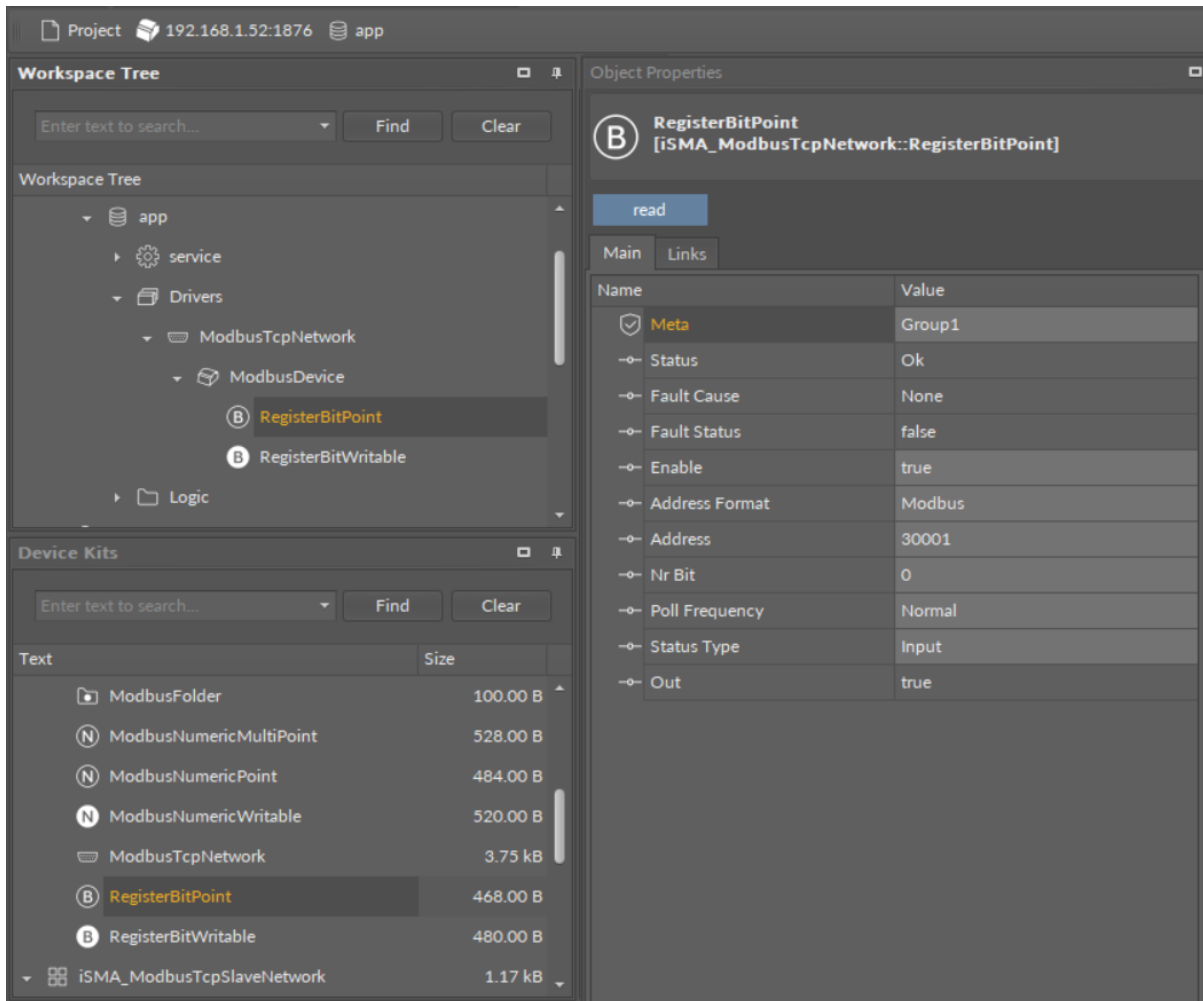 Project 192.168.1.52:1876 app
Workspace Tree
Enter text to search... Find Clear
Workspace Tree
app
service
Drivers
ModbusTcpNetwork
ModbusDevice
B RegisterBitPoint
B RegisterBitWritable
Logic
Device Kits
Enter text to search... Find Clear
Text Size
ModbusFolder 100.00 B
N ModbusNumericMultiPoint 528.00 B
N ModbusNumericPoint 484.00 B
N ModbusNumericWritable 520.00 B
ModbusTcpNetwork 3.75 kB
B RegisterBitPoint 468.00 B
B RegisterBitWritable 480.00 B
iSMA_ModbusTcpSlaveNetwork 1.17 kB
Object Properties
B RegisterBitPoint
[iSMA_ModbusTcpNetwork::RegisterBitPoint]
read
Main Links
Name Value
Meta Group1
Status Ok
Fault Cause None
Fault Status false
Enable true
Address Format Modbus
Address 30001
Nr Bit 0
Poll Frequency Normal
Status Type Input
Out true